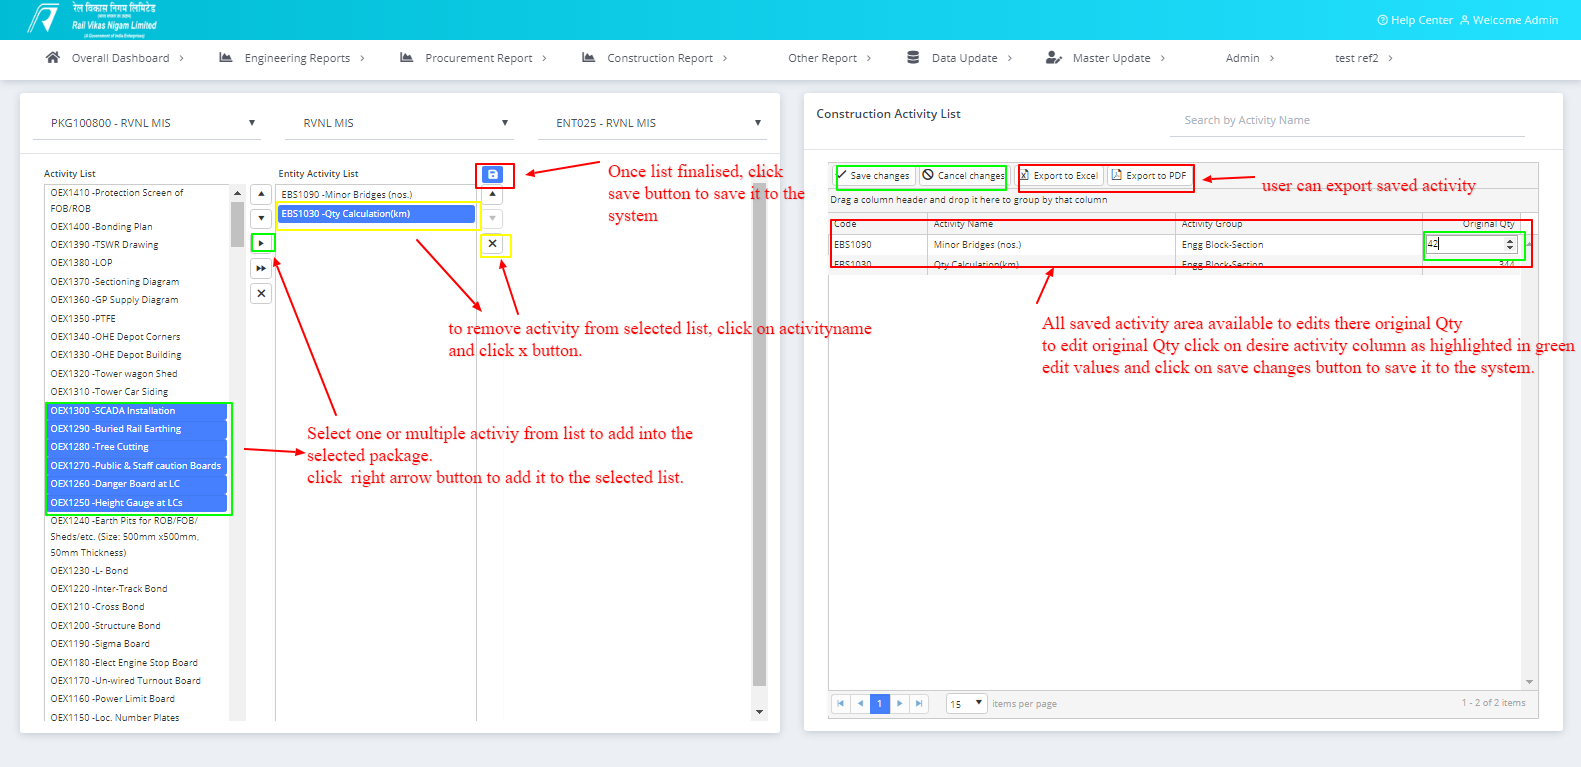 रेल विकास निगम लिमिटेड
Rail Vikas Nigam Limited
(A Government of India Enterprise)
Help Center Welcome Admin
Overall Dashboard Engineering Reports Procurement Report Construction Report Other Report Data Update Master Update Admin test ref2
PKG100800 - RVNL MIS
RVNL MIS
ENT025 - RVNL MIS
Activity List
OEX1410 -Protection Screen of
FOB/ROB
OEX1400 -Bonding Plan
OEX1390 -TSWR Drawing
OEX1380 -LOP
OEX1370 -Sectioning Diagram
OEX1360 -GP Supply Diagram
OEX1350 -PTFE
OEX1340 -OHE Depot Corners
OEX1330 -OHE Depot Building
OEX1320 -Tower wagon Shed
OEX1310 -Tower Car Siding
OEX1300 -SCADA Installation
OEX1290 -Buried Rail Earthing
OEX1280 -Tree Cutting
OEX1270 -Public & Staff caution Boards
OEX1260 -Danger Board at LC
OEX1250 -Height Gauge at LCs
OEX1240 -Earth Pits for ROB/FOB/
Sheds/etc. (Size: 500mm x500mm,
50mm Thickness)
OEX1230 -L- Bond
OEX1220 -Inter-Track Bond
OEX1210 -Cross Bond
OEX1200 -Structure Bond
OEX1190 -Sigma Board
OEX1180 -Elect Engine Stop Board
OEX1170 -Un-wired Turnout Board
OEX1160 -Power Limit Board
OEX1150 -Loc. Number Plates
Entity Activity List
EBS1090 -Minor Bridges (nos.)
EBS1030 -Qty Calculation(km)
Once list finalised, click
save button to save it to the
system
to remove activity from selected list, click on activityname
and click x button.
Select one or multiple activiy from list to add into the
selected package.
click right arrow button to add it to the selected list.
Construction Activity List
Search by Activity Name
Save changes Cancel changes Export to Excel Export to PDF
user can export saved activity
Drag a column header and drop it here to group by that column
Code Activity Name Activity Group Original Qty
EBS1090 Minor Bridges (nos.) Engg Block-Section 42
EBS1030 Qty Calculation(km) Engg Block-Section 344
All saved activity area available to edits there original Qty
to edit original Qty click on desire activity column as highlighted in green
edit values and click on save changes button to save it to the system.
1 15 items per page 1 - 2 of 2 items